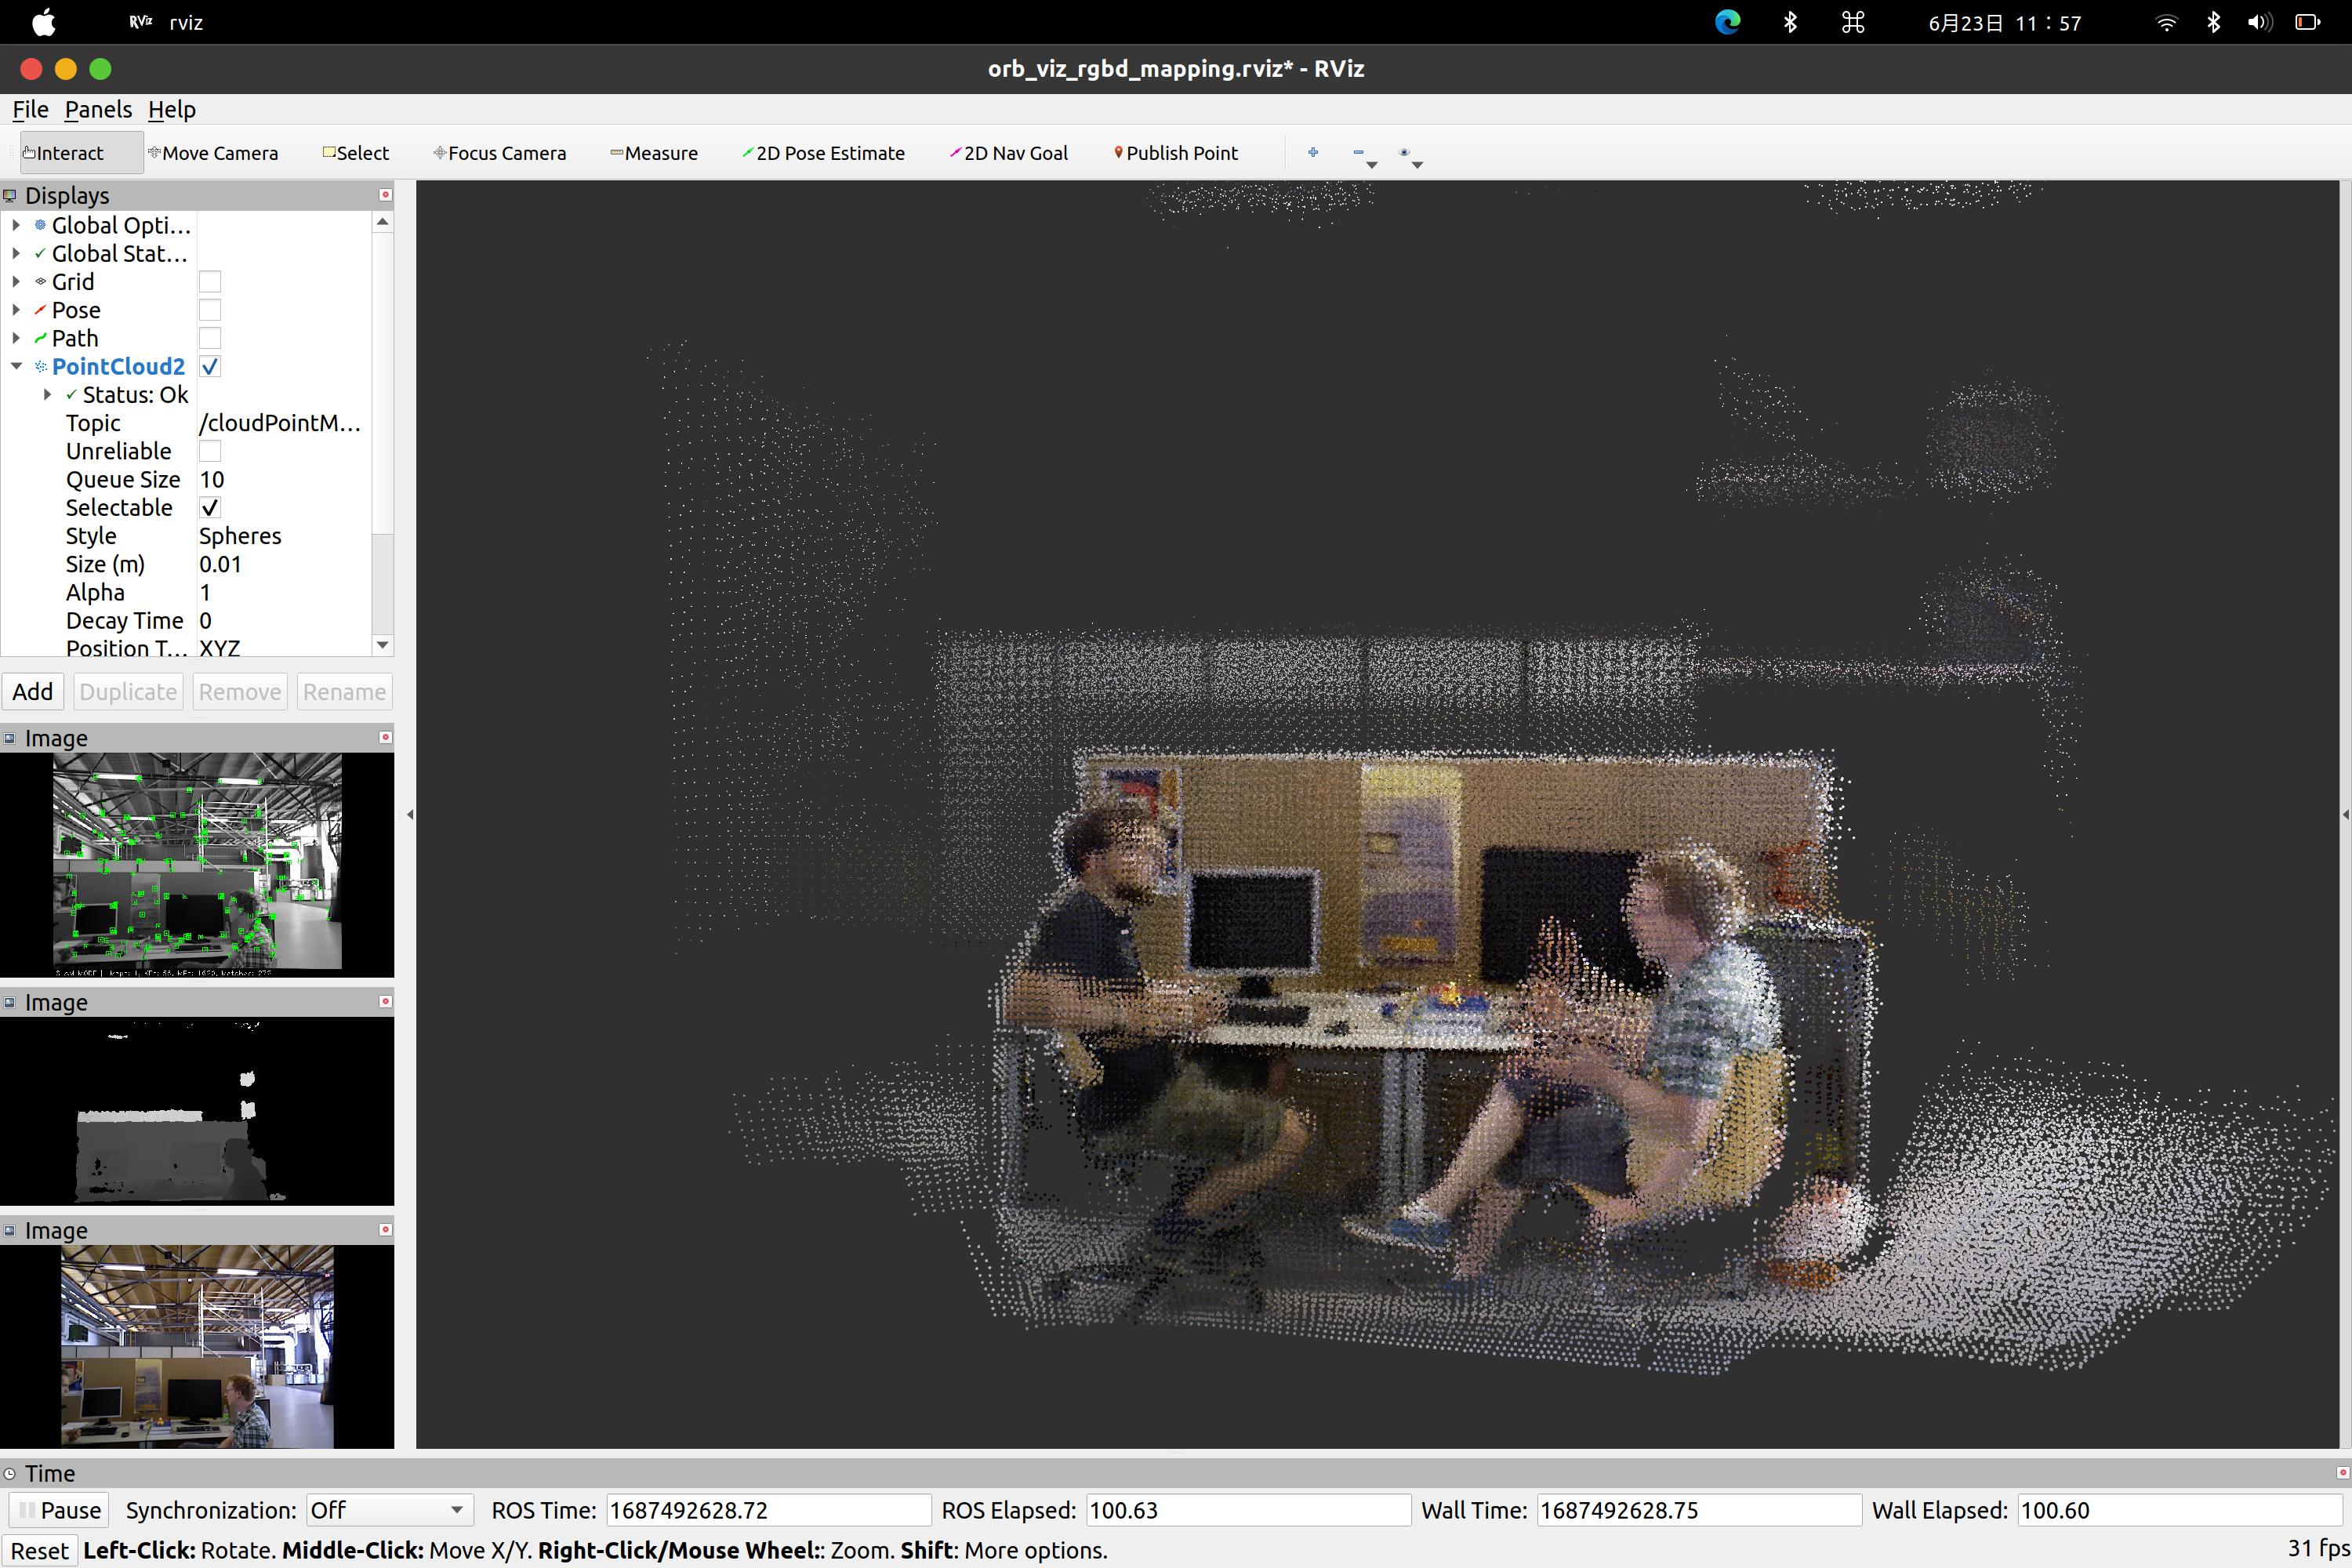 RViz rviz 6月23日 11：57
orb_viz_rgbd_mapping.rviz* - RViz
File Panels Help
Interact Move Camera Select Focus Camera Measure 2D Pose Estimate 2D Nav Goal Publish Point
Displays
Global Opti...
Global Stat...
Grid
Pose
Path
PointCloud2
Status: Ok
Topic /cloudPointM...
Unreliable
Queue Size 10
Selectable
Style Spheres
Size (m) 0.01
Alpha 1
Decay Time 0
Position T... XYZ
Add Duplicate Remove Rename
Image
Image
Image
Time
Pause Synchronization: Off ROS Time: 1687492628.72 ROS Elapsed: 100.63 Wall Time: 1687492628.75 Wall Elapsed: 100.60
Reset Left-Click: Rotate. Middle-Click: Move X/Y. Right-Click/Mouse Wheel:: Zoom. Shift: More options. 31 fps